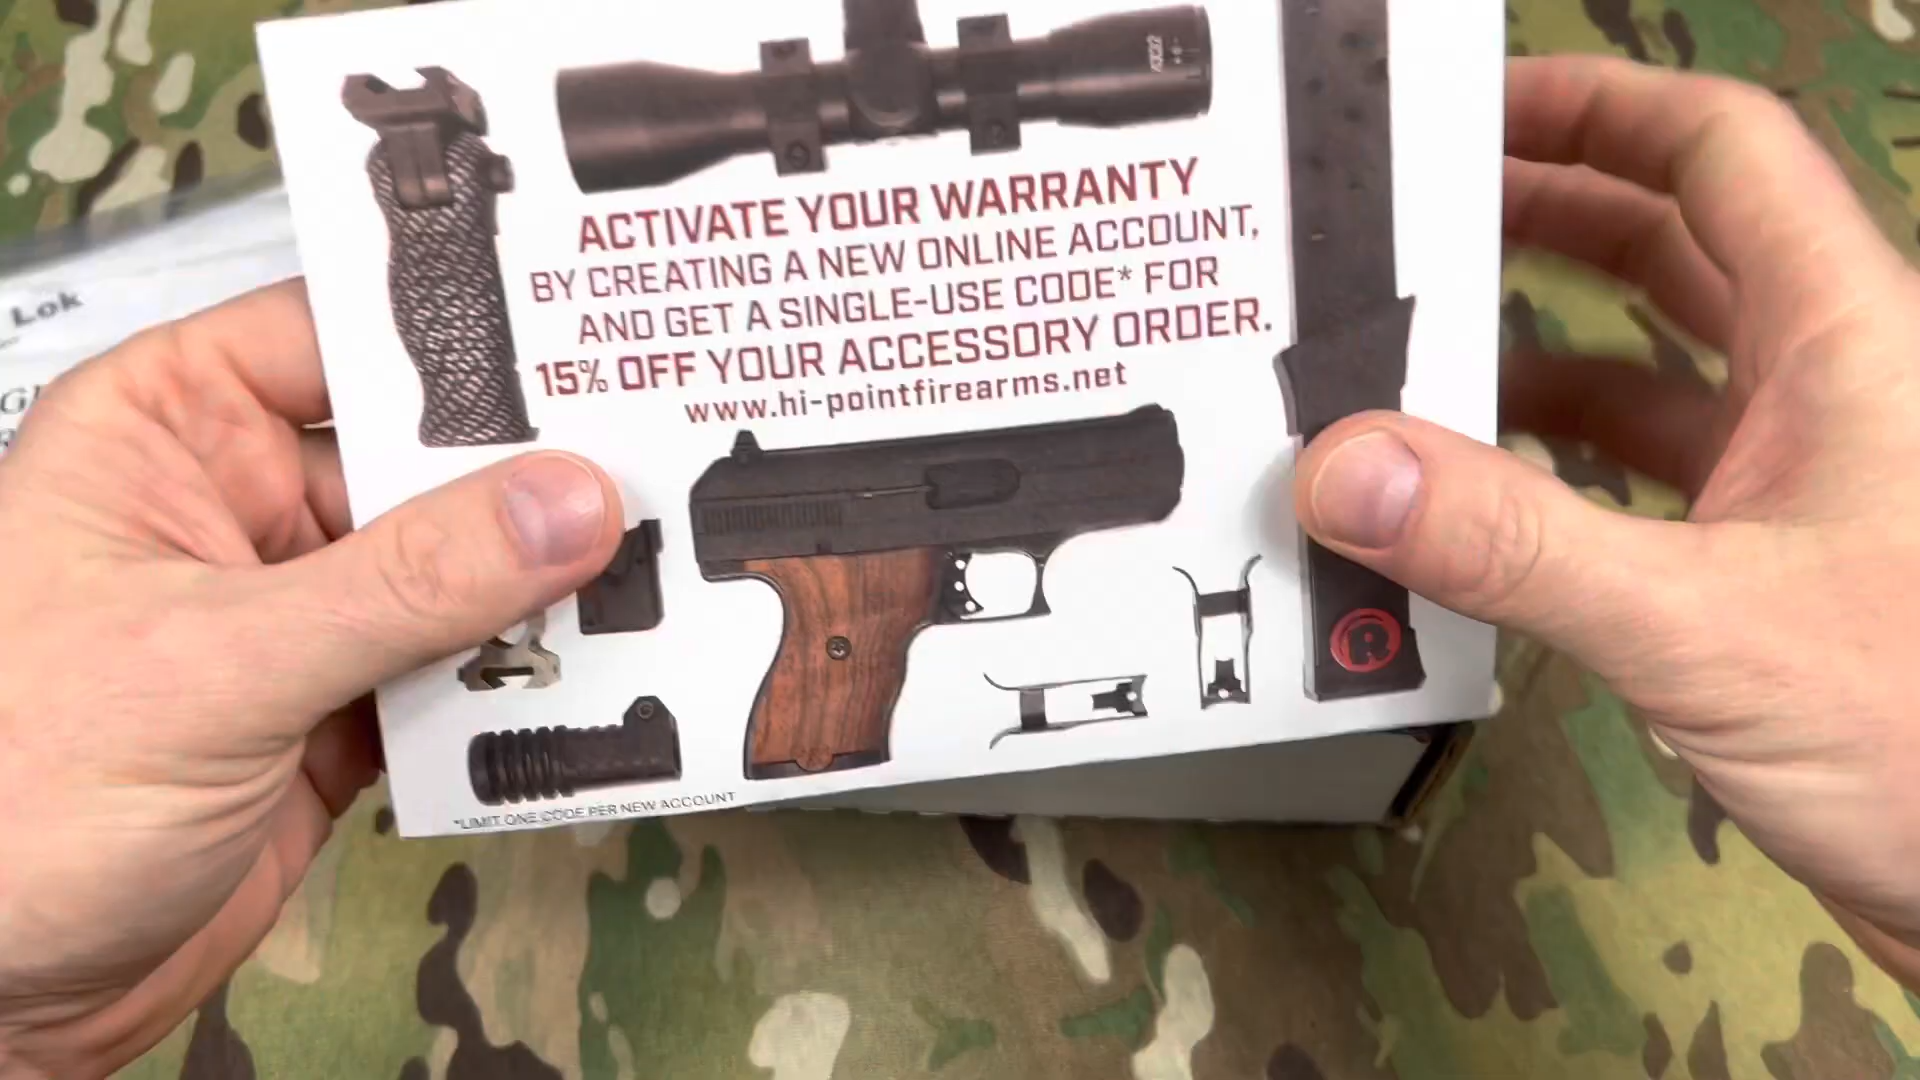 Lok
ACTIVATE YOUR WARRANTY
BY CREATING A NEW ONLINE ACCOUNT,
AND GET A SINGLE-USE CODE* FOR
15% OFF YOUR ACCESSORY ORDER.
www.hi-pointfirearms.net
R
*LIMIT ONE CODE PER NEW ACCOUNT